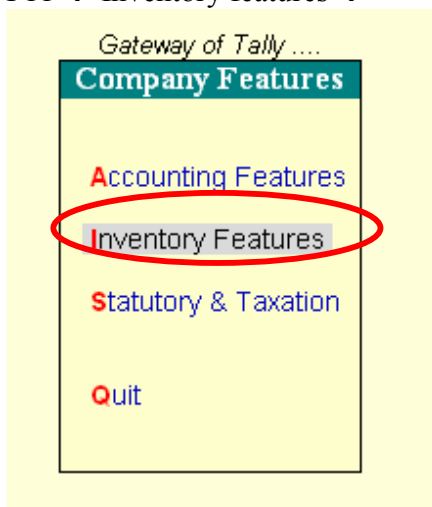 Gateway of Tally ....
Company Features
Accounting Features
Inventory Features
Statutory & Taxation
Quit